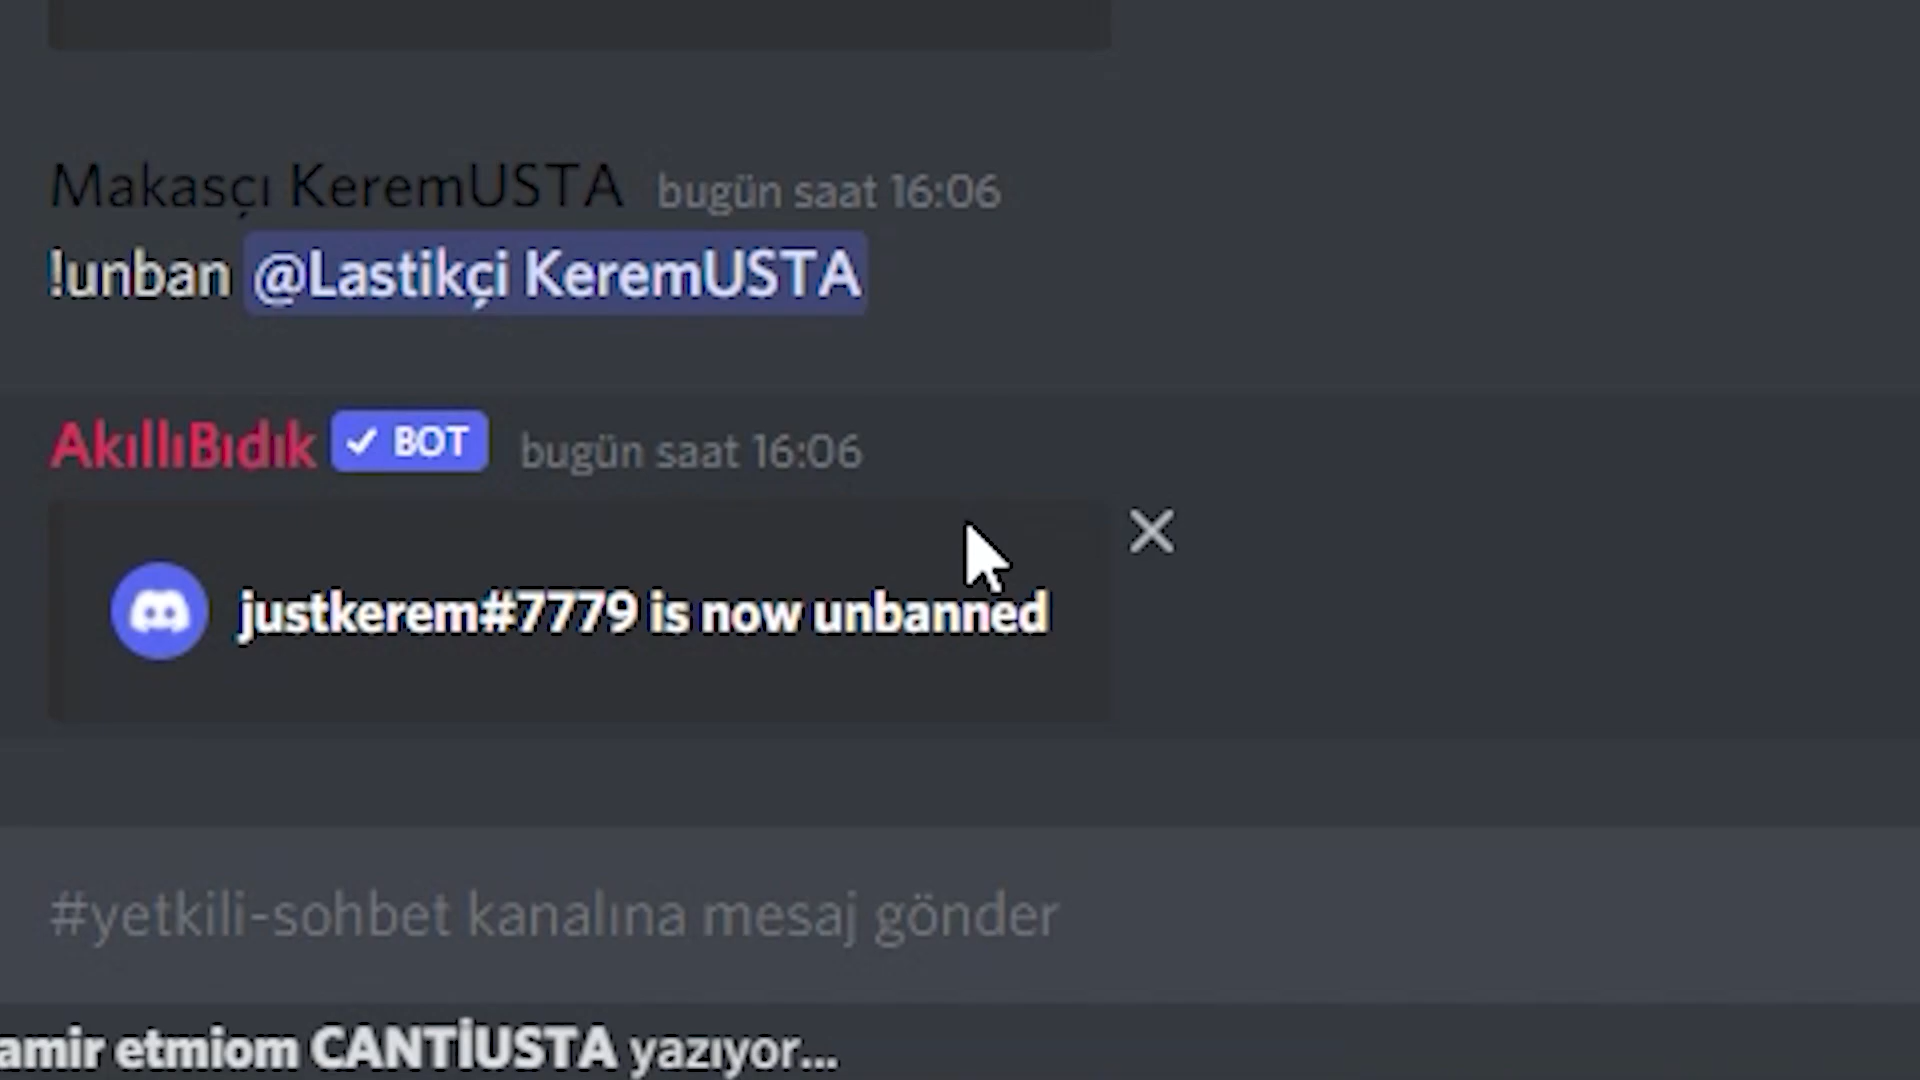 Makasçı KeremUSTA bugün saat 16:06
!unban @Lastikçi KeremUSTA
AkıllıBıdık ✓ BOT bugün saat 16:06
justkerem#7779 is now unbanned
#yetkili-sohbet kanalına mesaj gönder
amir etmiom CANTİUSTA yazıyor...